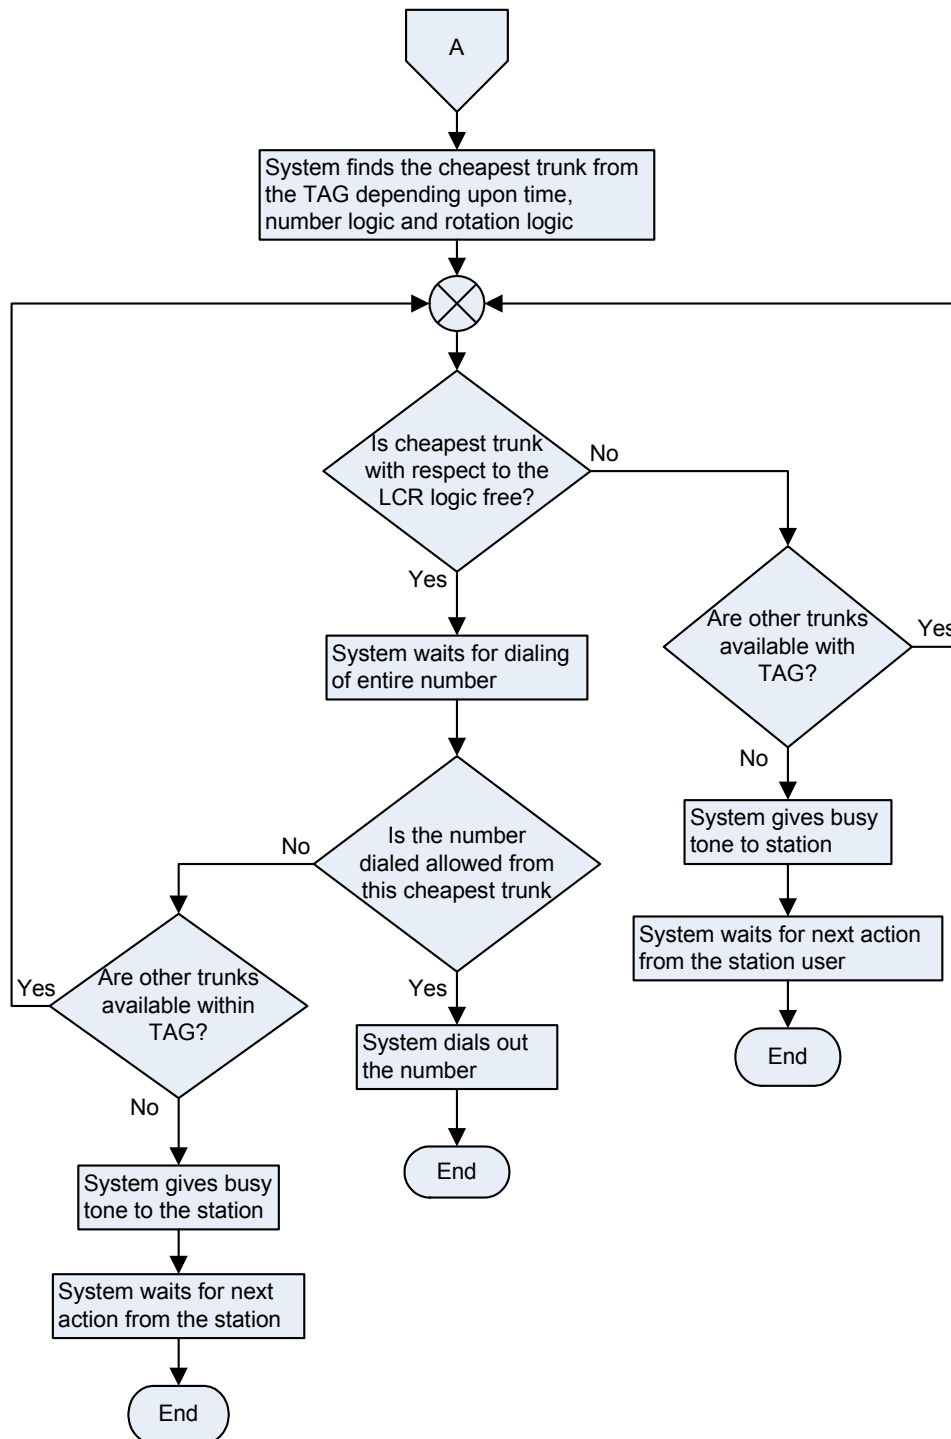 A
System finds the cheapest trunk from
the TAG depending upon time,
number logic and rotation logic
Is cheapest trunk
with respect to the
LCR logic free?
No
Yes
Are other trunks
available with
TAG?
Yes
No
System waits for dialing
of entire number
System gives busy
tone to station
Is the number
dialed allowed from
this cheapest trunk
No
Yes
System waits for next action
from the station user
End
Are other trunks
available within
TAG?
Yes
No
System dials out
the number
End
System gives busy
tone to the station
System waits for next
action from the station
End